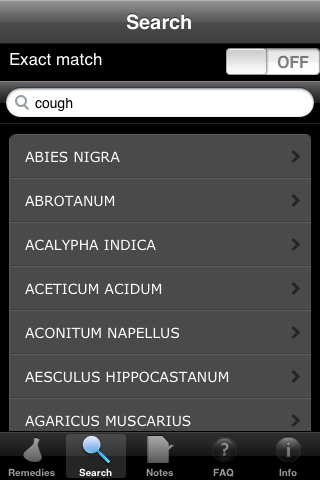 Search
Exact match
OFF
cough
ABIES NIGRA
ABROTANUM
ACALYPHA INDICA
ACETICUM ACIDUM
ACONITUM NAPELLUS
AESCULUS HIPPOCASTANUM
AGARICUS MUSCARIUS
Remedies Search Notes FAQ Info